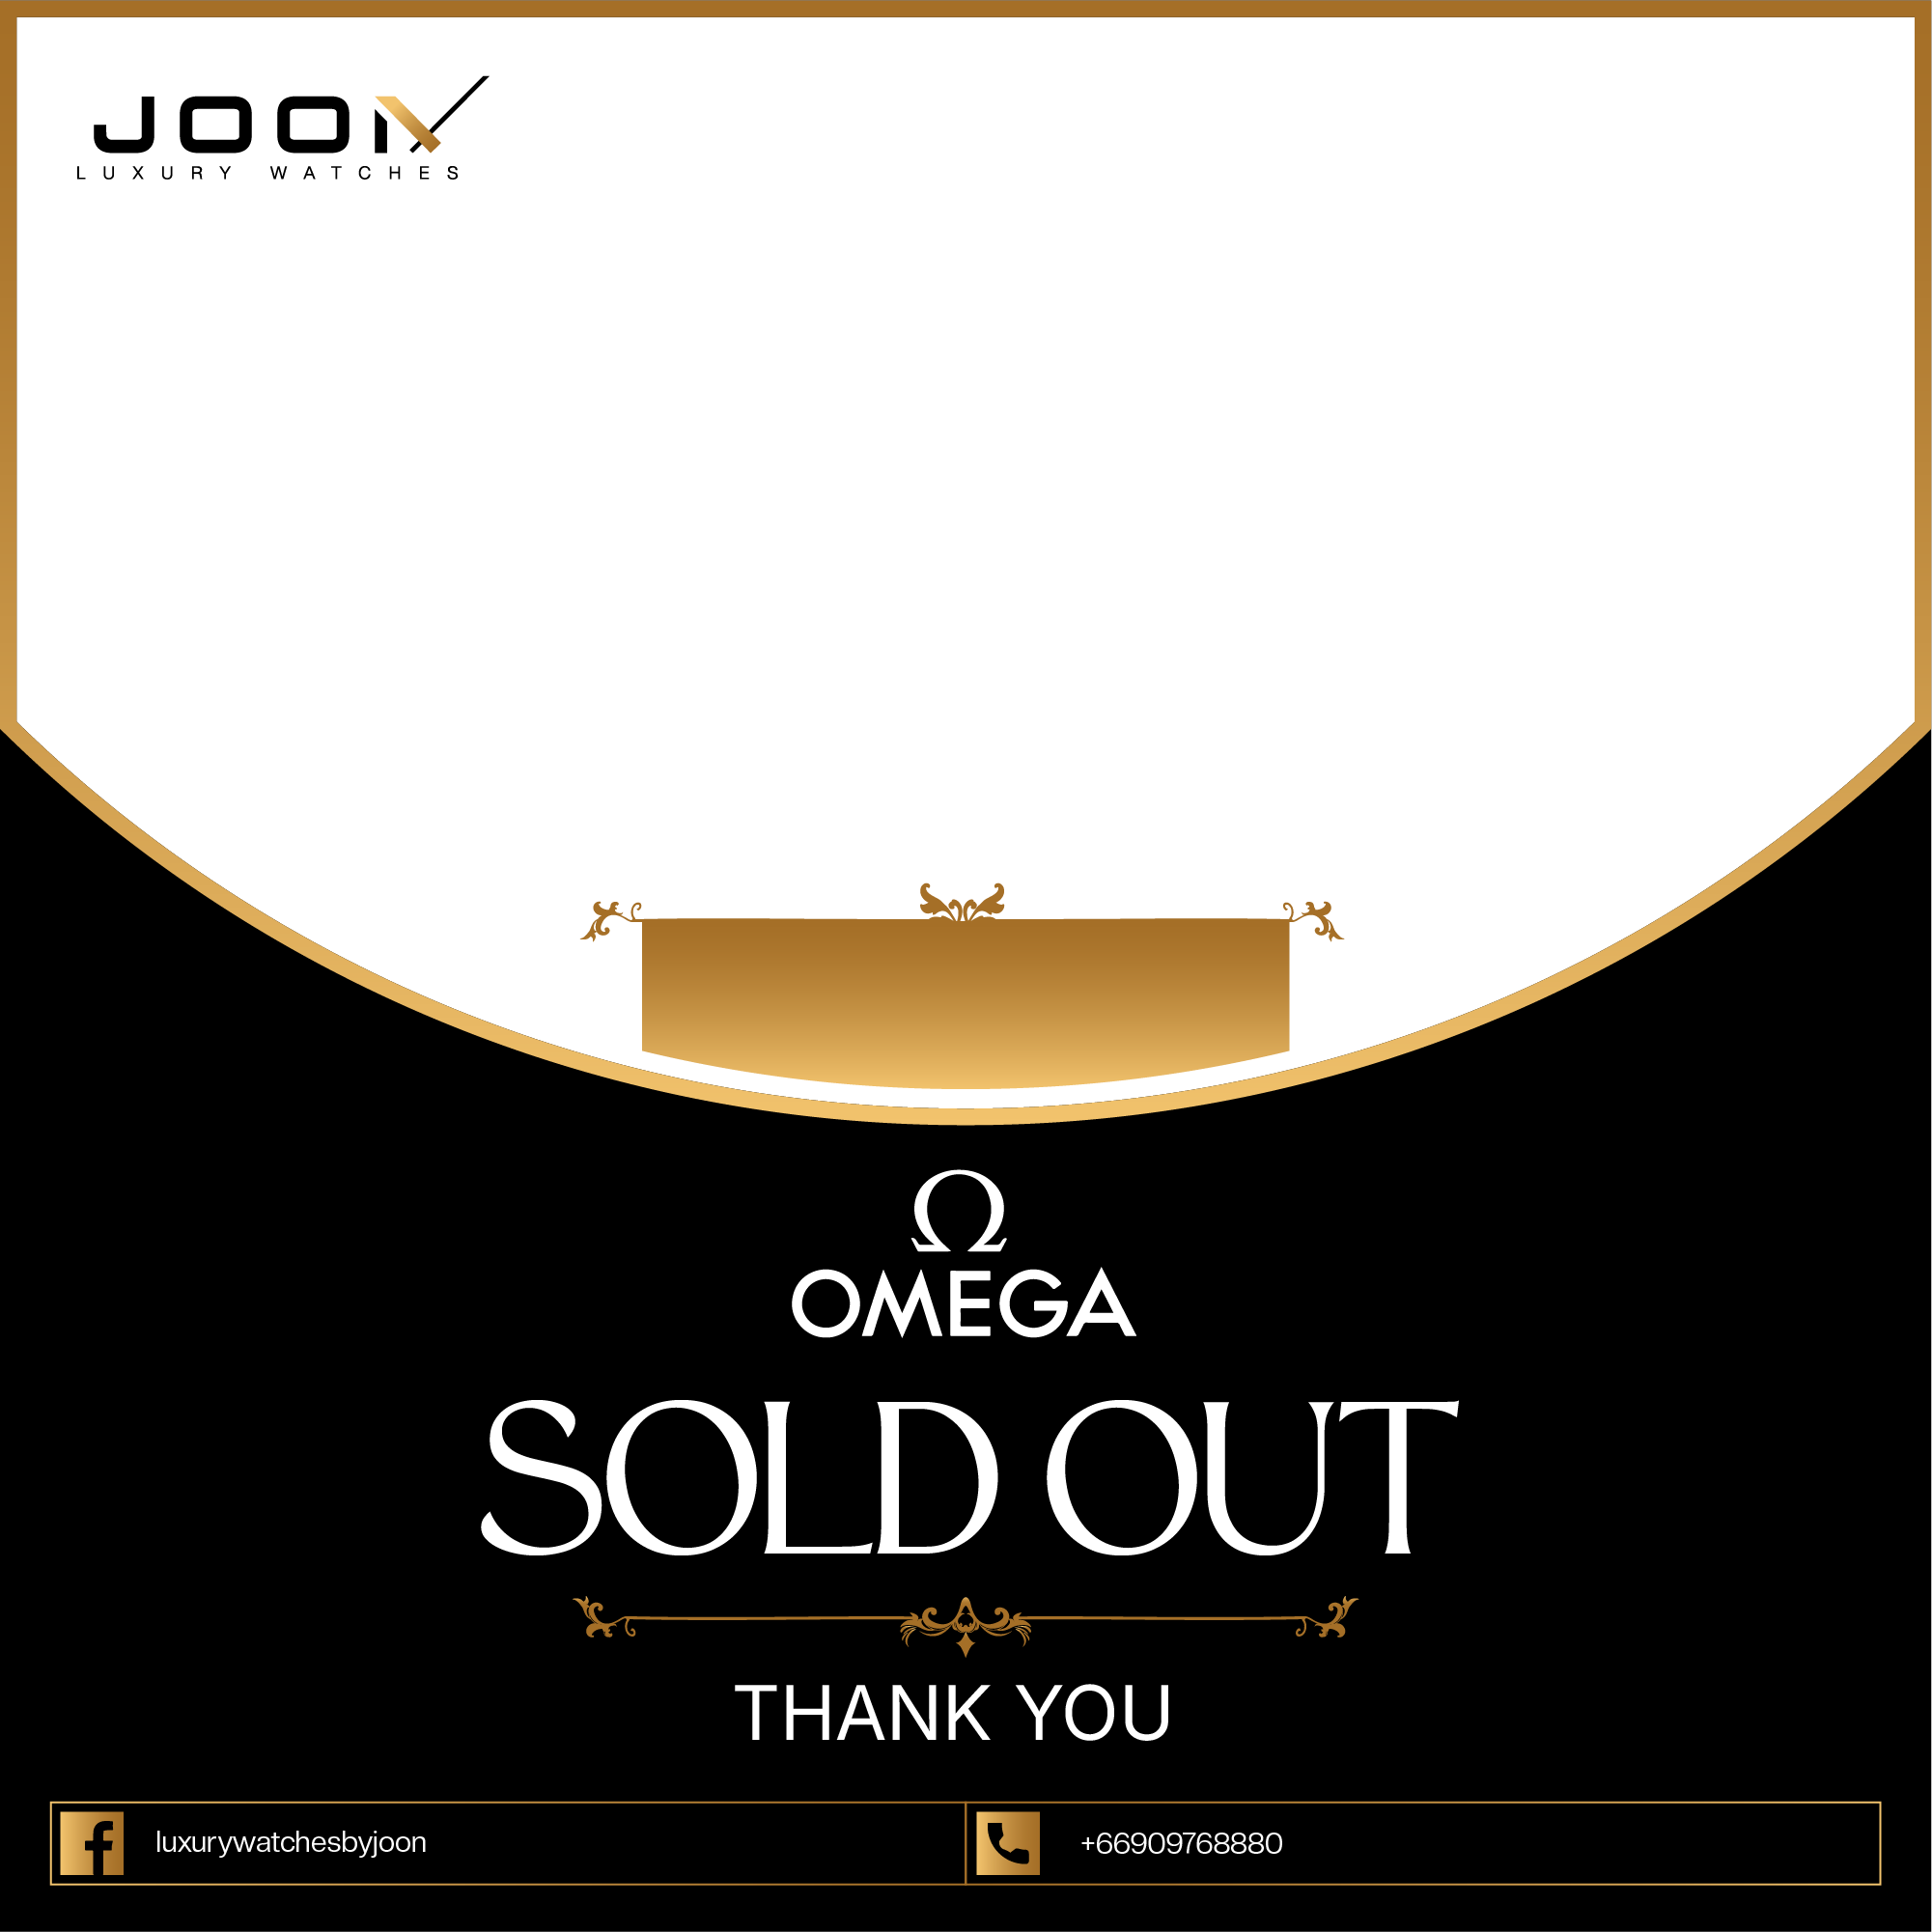 JOON
LUXURY WATCHES
Ω
OMEGA
SOLD OUT
THANK YOU
luxurywatchesbyjoon
+66909768880